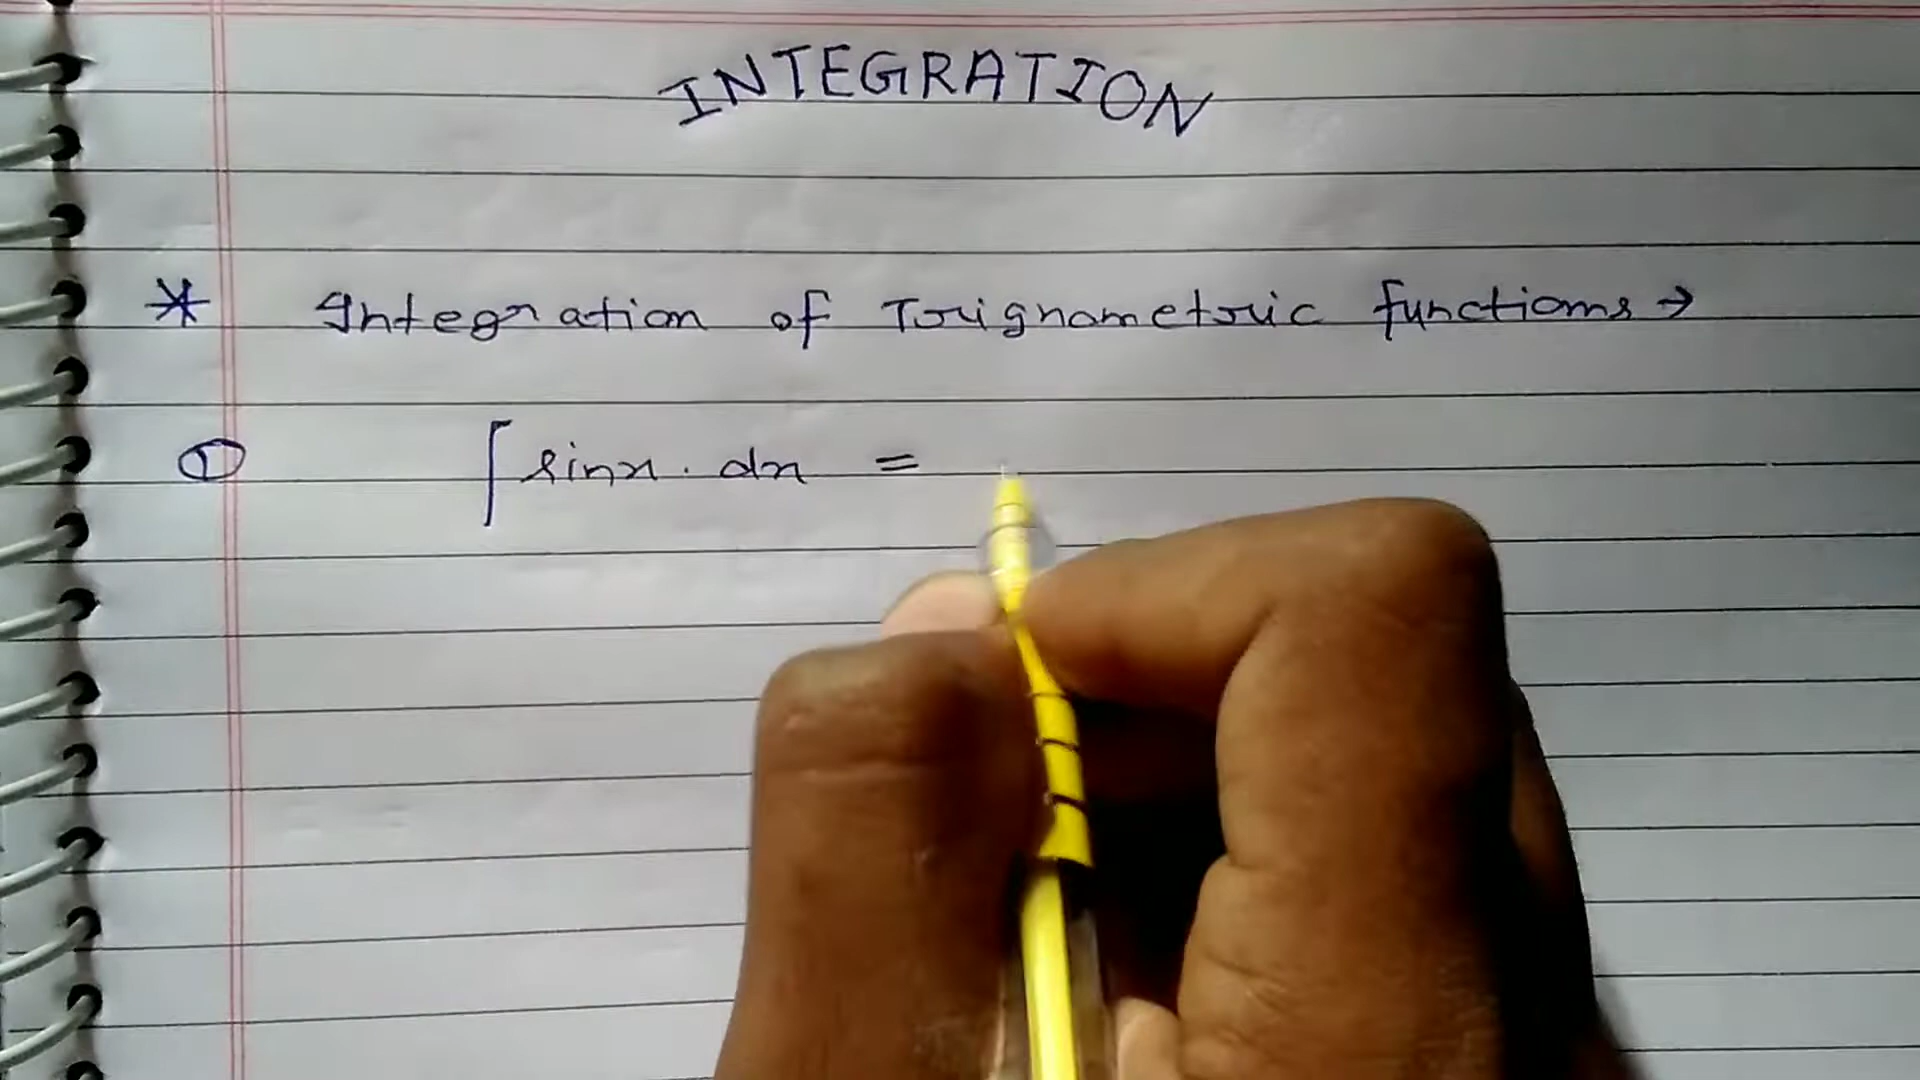 INTEGRATION
* Integration of Trignometric functions →
① ∫ sinx . dx =